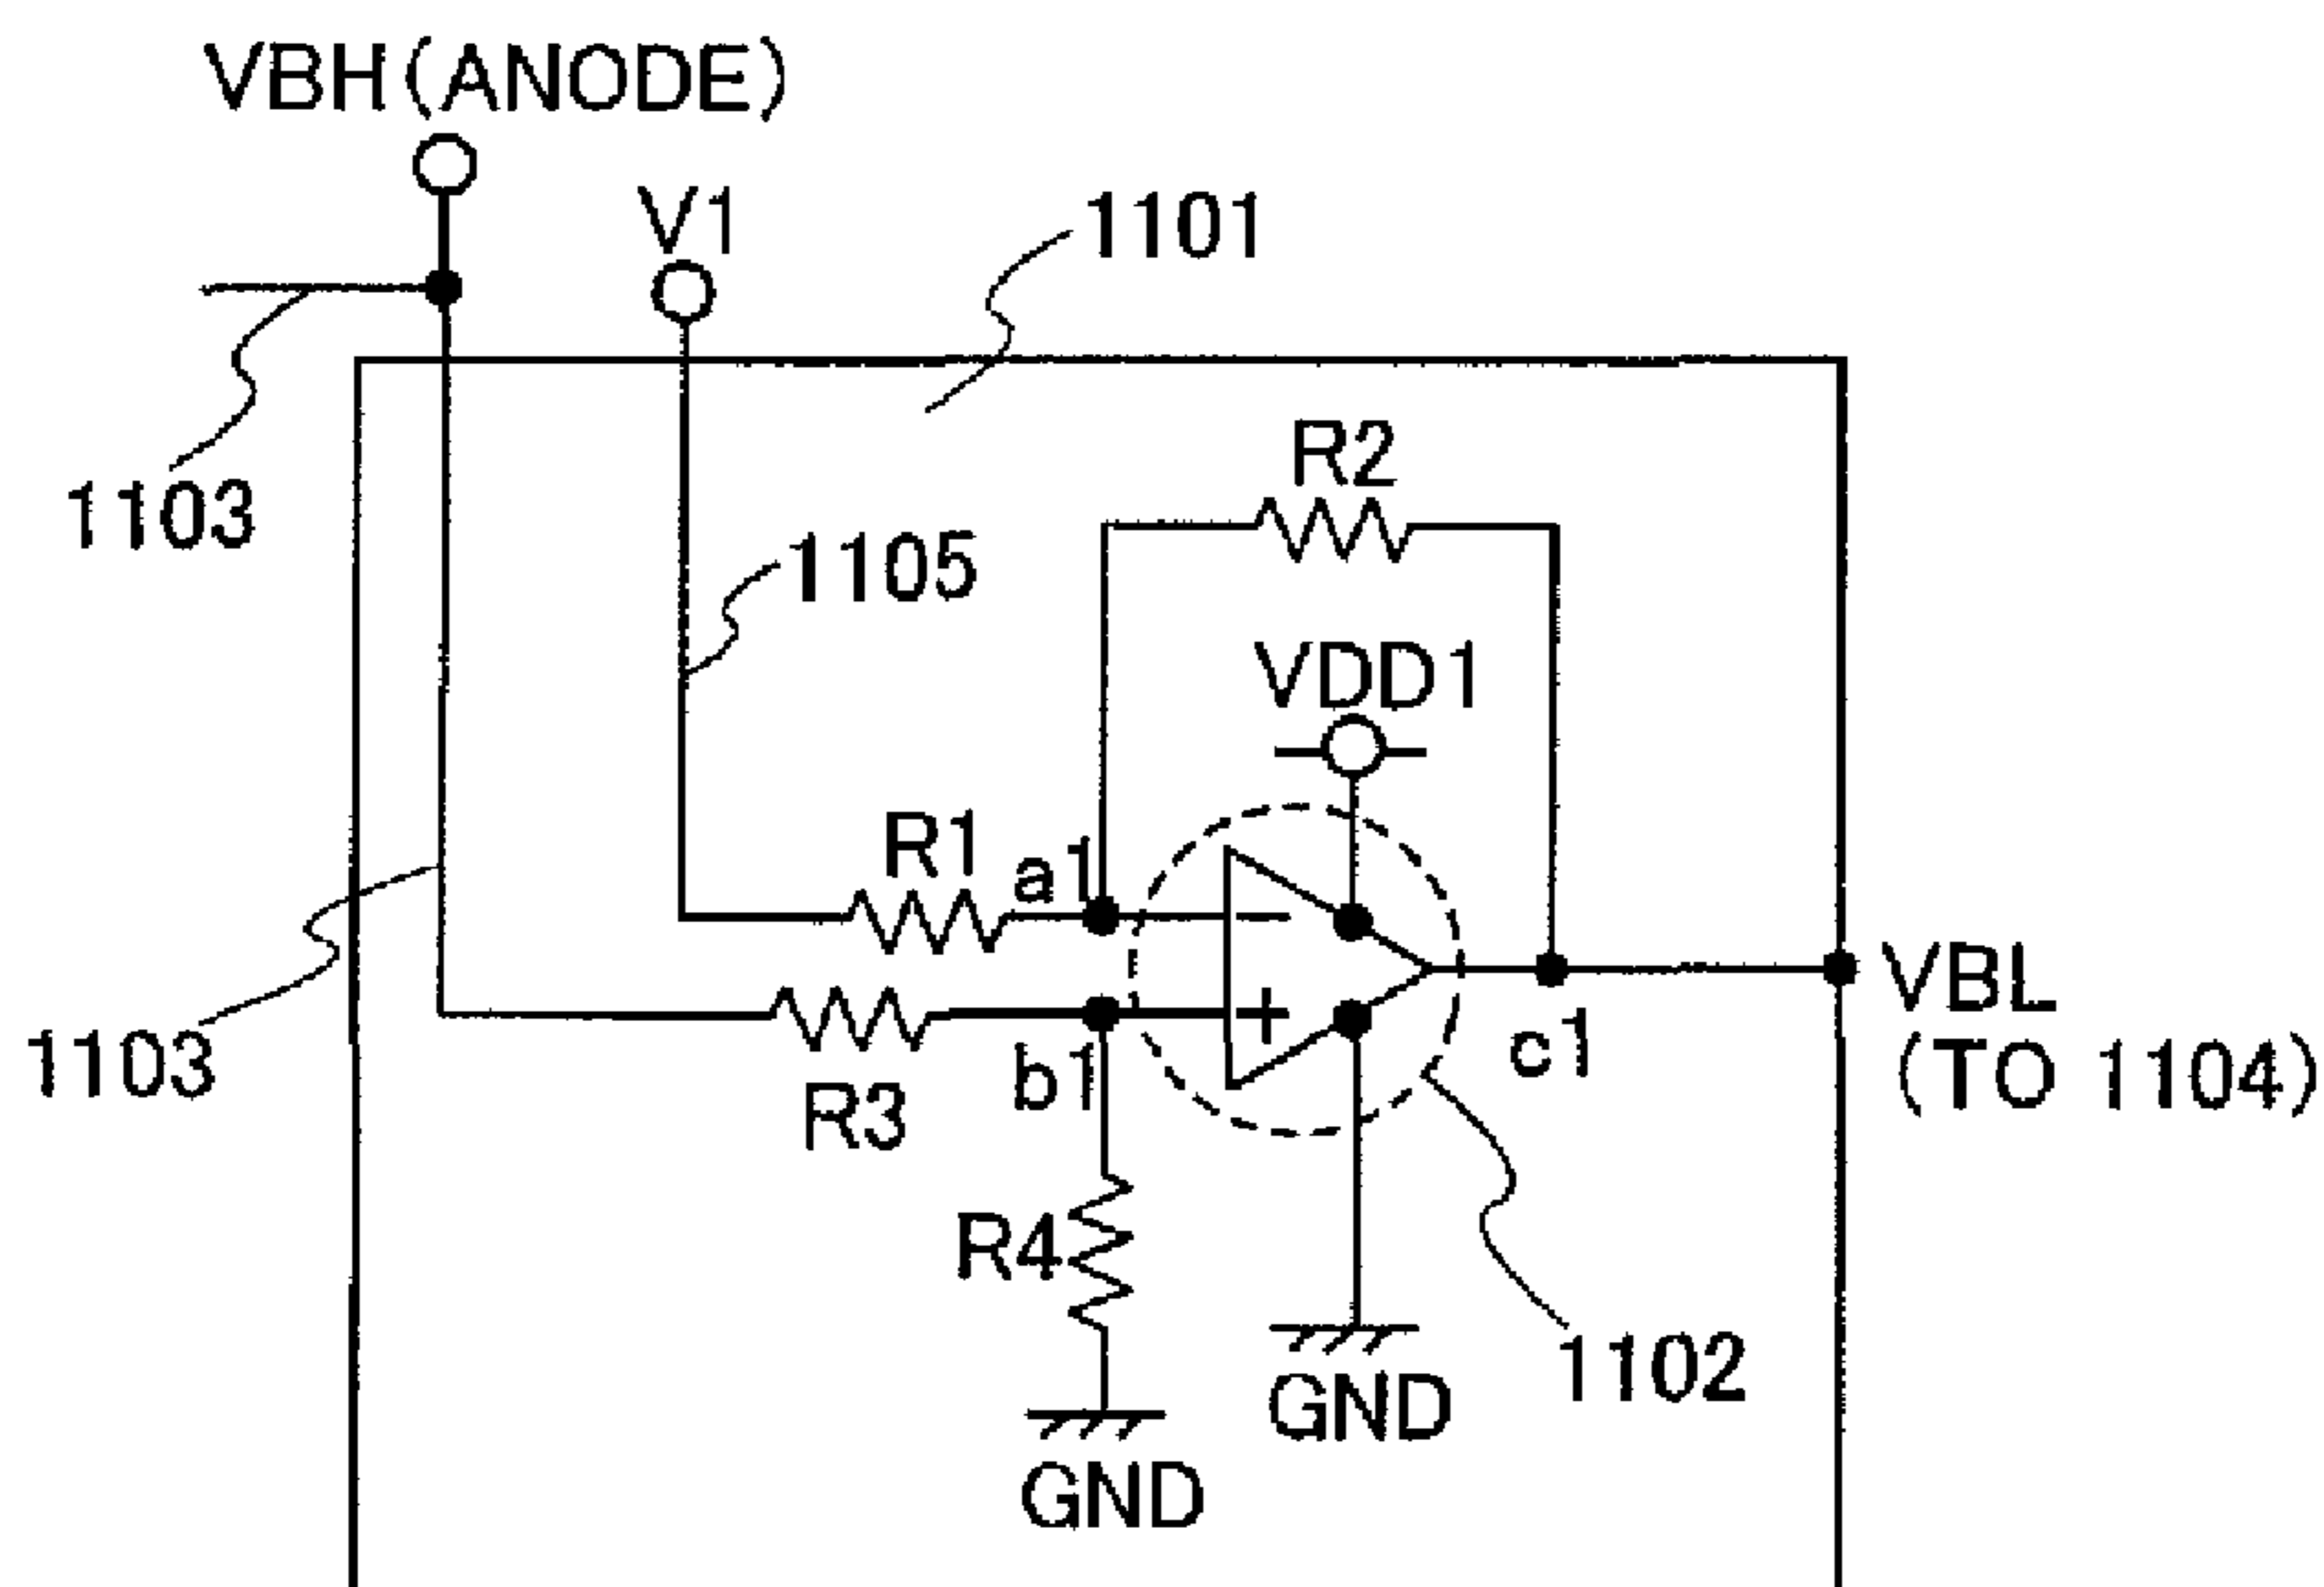 VBH(ANODE)
V1
1101
1103
R2
1105
VDD1
R1
a1
VBL
(TO 1104)
1103
R3
b1
c1
R4
1102
GND
GND